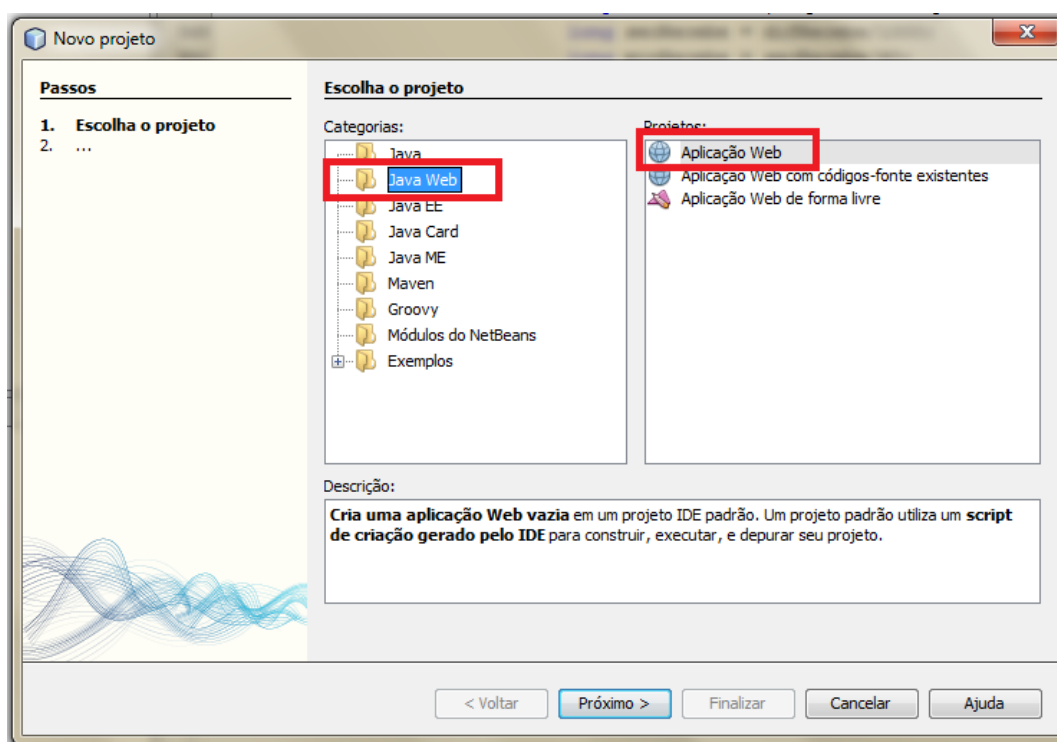 Novo projeto
Passos
1. Escolha o projeto
2. ...
Escolha o projeto
Categorias:
Java
Java Web
Java EE
Java Card
Java ME
Maven
Groovy
Módulos do NetBeans
Exemplos
Projetos:
Aplicação Web
Aplicação Web com códigos-fonte existentes
Aplicação Web de forma livre
Descrição:
Cria uma aplicação Web vazia em um projeto IDE padrão. Um projeto padrão utiliza um script
de criação gerado pelo IDE para construir, executar, e depurar seu projeto.
< Voltar
Próximo >
Finalizar
Cancelar
Ajuda